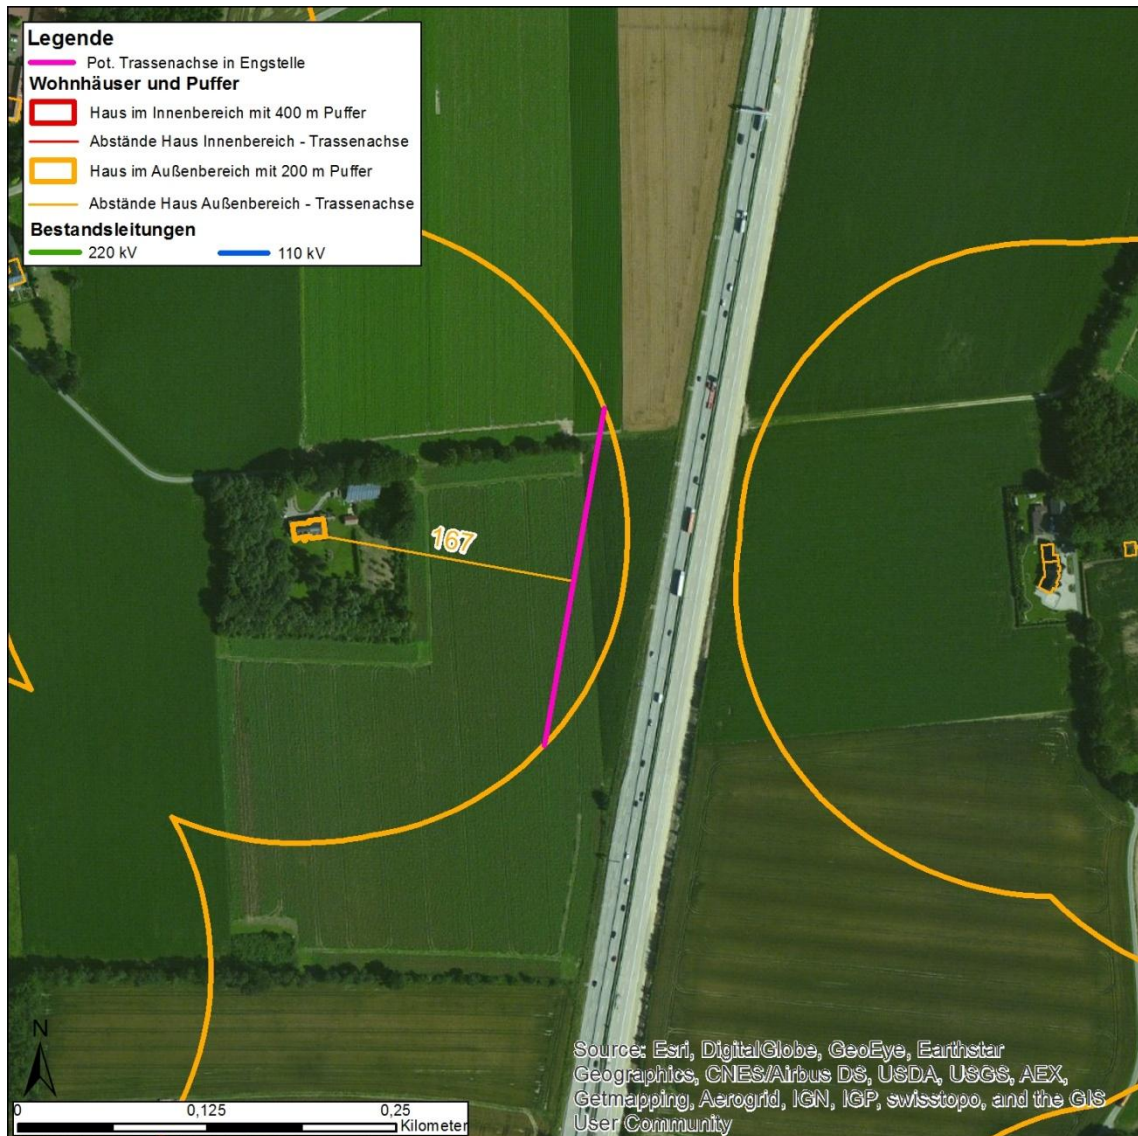 Legende
Pot. Trassenachse in Engstelle
Wohnhäuser und Puffer
Haus im Innenbereich mit 400 m Puffer
Abstände Haus Innenbereich - Trassenachse
Haus im Außenbereich mit 200 m Puffer
Abstände Haus Außenbereich - Trassenachse
Bestandsleitungen
220 kV 110 kV
167
N
0 0,125 0,25
Kilometer
Source: Esri, DigitalGlobe, GeoEye, Earthstar
Geographics, CNES/Airbus DS, USDA, USGS, AEX,
Getmapping, Aerogrid, IGN, IGP, swisstopo, and the GIS
User Community